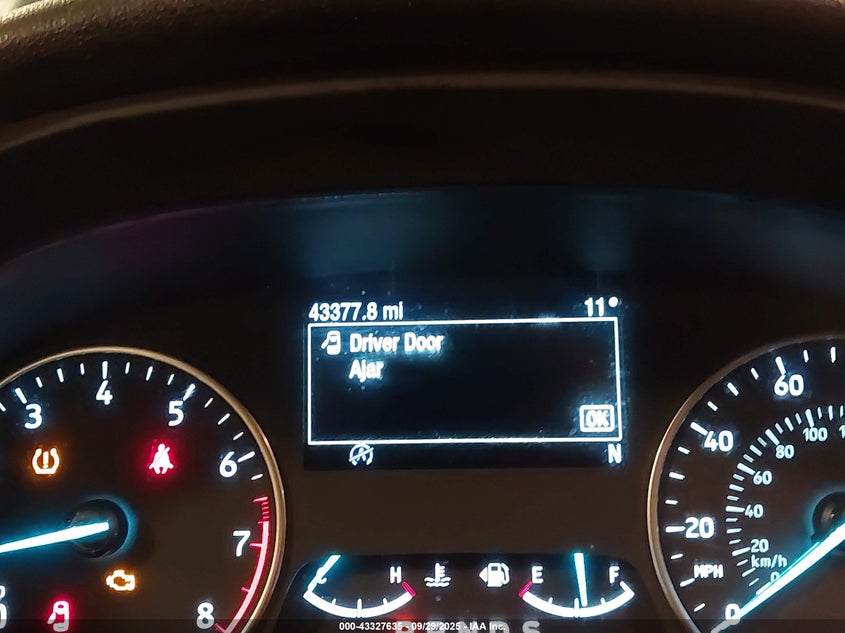 43377.8 mi 11°
Driver Door
Ajar
OK
N
3 4 5 6 7 8
C H
E F
0 20 40 60
MPH
0 20 40 60 80 100
km/h
000-43327635 - 09/29/2025 - IAA Inc.